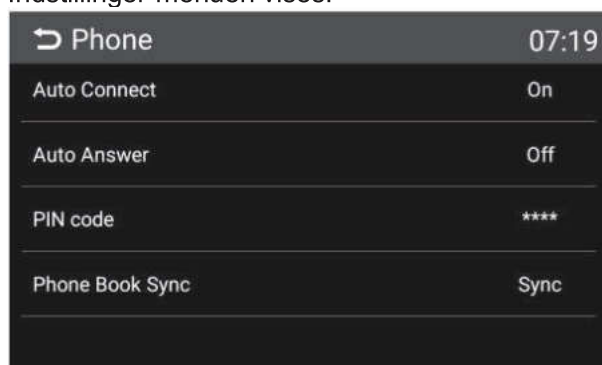 Phone 07:19
Auto Connect On
Auto Answer Off
PIN code ****
Phone Book Sync Sync